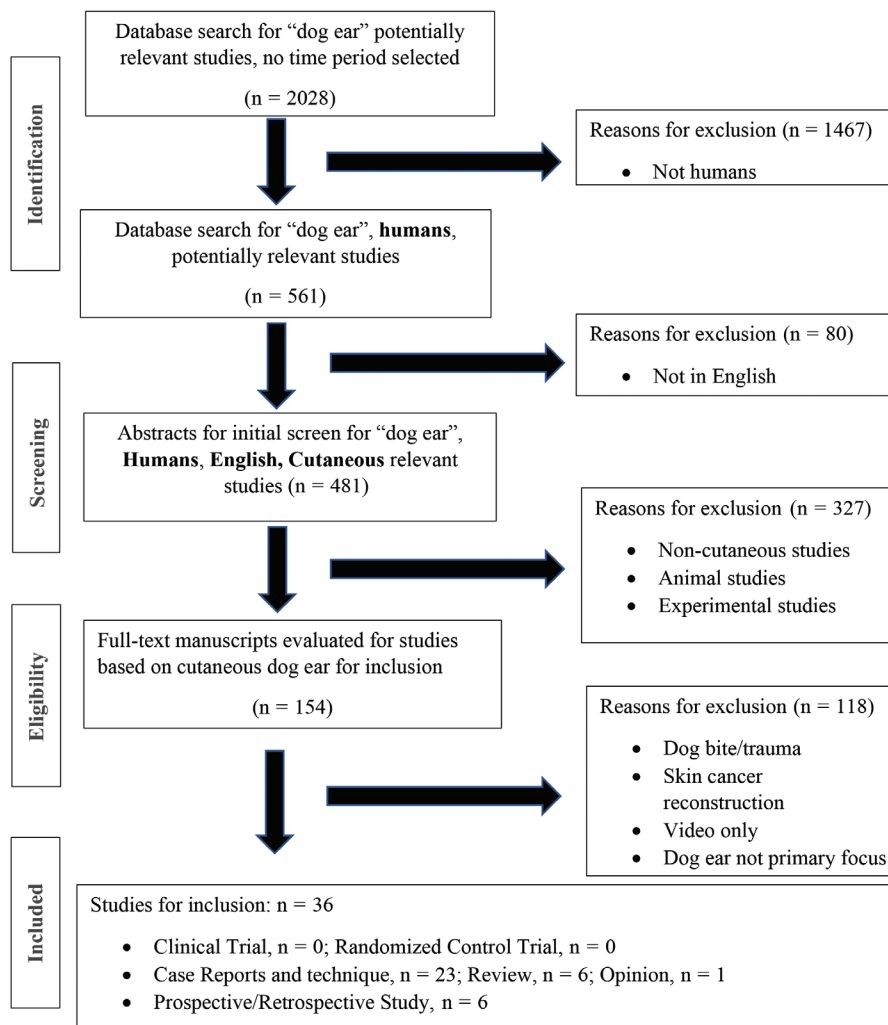 Identification
Database search for “dog ear” potentially
relevant studies, no time period selected
(n = 2028)
Reasons for exclusion (n = 1467)
• Not humans
Database search for “dog ear”, humans,
potentially relevant studies
(n = 561)
Reasons for exclusion (n = 80)
• Not in English
Screening
Abstracts for initial screen for “dog ear”,
Humans, English, Cutaneous relevant
studies (n = 481)
Reasons for exclusion (n = 327)
• Non-cutaneous studies
• Animal studies
• Experimental studies
Eligibility
Full-text manuscripts evaluated for studies
based on cutaneous dog ear for inclusion
(n = 154)
Reasons for exclusion (n = 118)
• Dog bite/trauma
• Skin cancer
reconstruction
• Video only
• Dog ear not primary focus
Included
Studies for inclusion: n = 36
• Clinical Trial, n = 0; Randomized Control Trial, n = 0
• Case Reports and technique, n = 23; Review, n = 6; Opinion, n = 1
• Prospective/Retrospective Study, n = 6